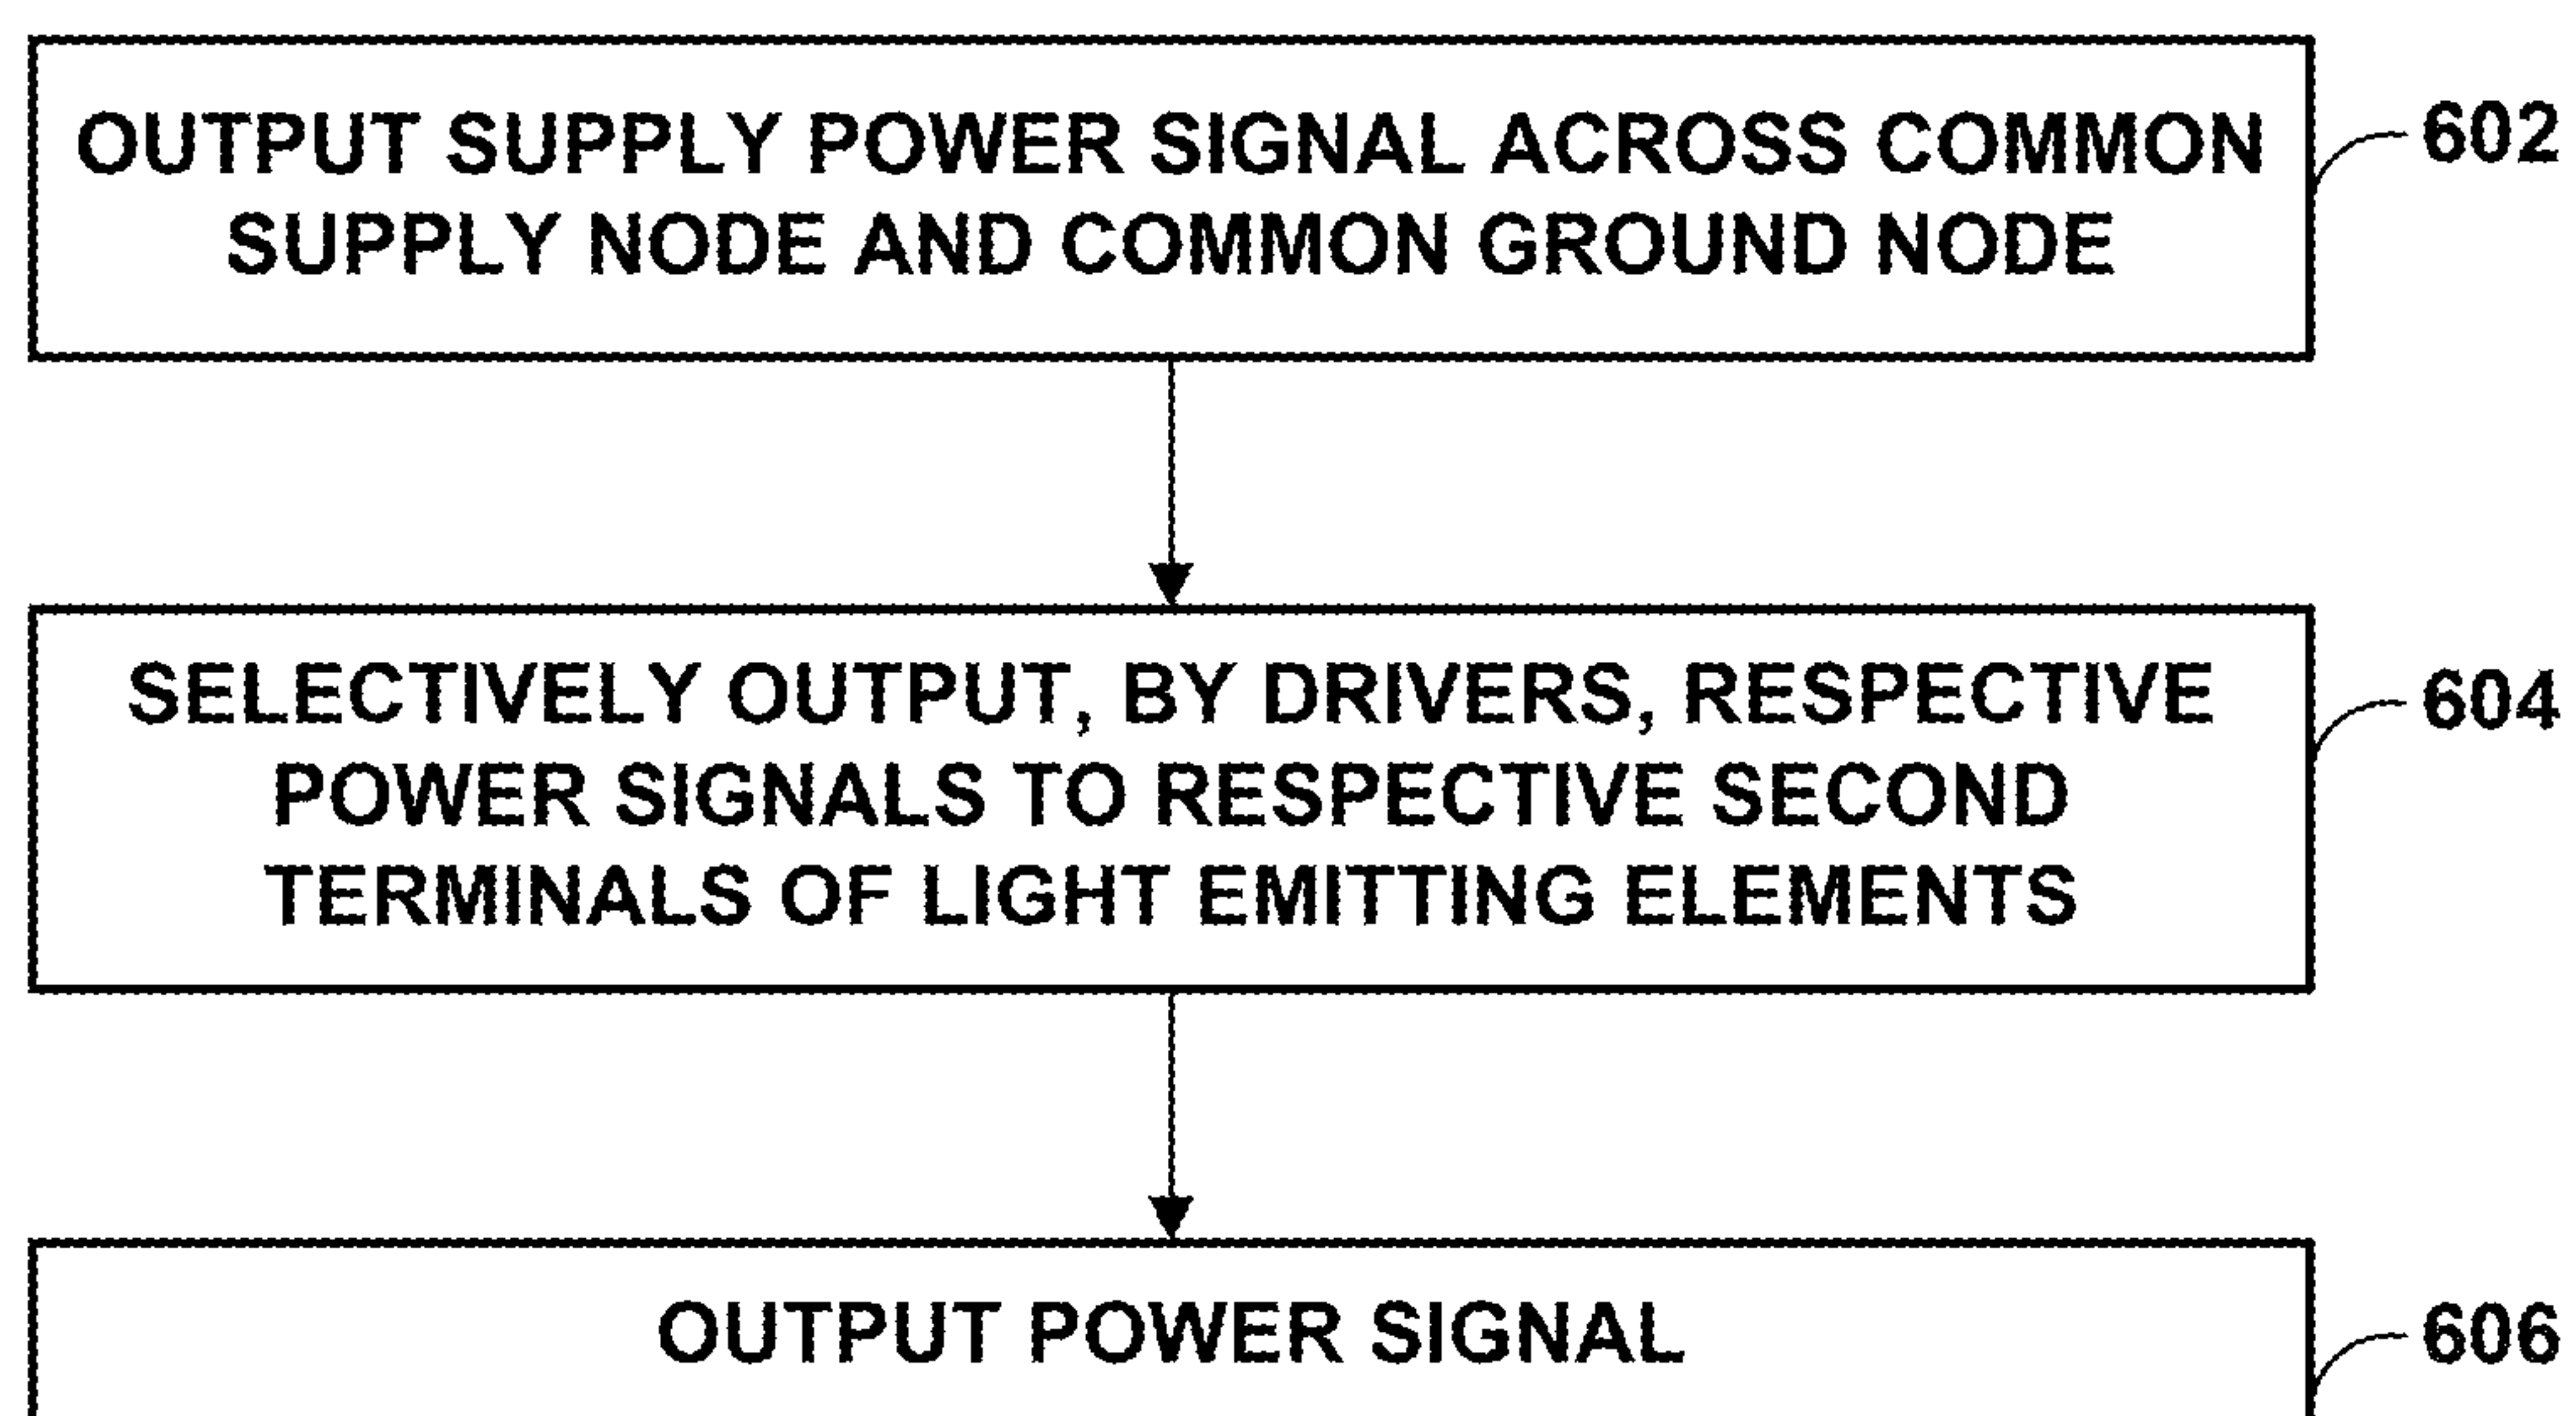 OUTPUT SUPPLY POWER SIGNAL ACROSS COMMON
SUPPLY NODE AND COMMON GROUND NODE
602
SELECTIVELY OUTPUT, BY DRIVERS, RESPECTIVE
POWER SIGNALS TO RESPECTIVE SECOND
TERMINALS OF LIGHT EMITTING ELEMENTS
604
OUTPUT POWER SIGNAL
606